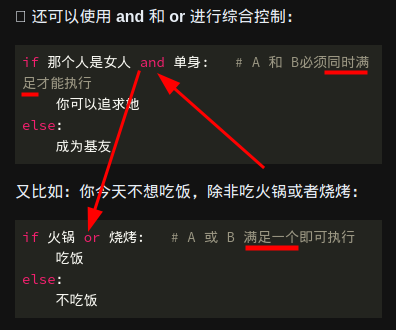 还可以使用 and 和 or 进行综合控制:
if 那个人是女人 and 单身:   # A 和 B必须同时满
足才能执行
    你可以追求她
else:
    成为基友
又比如: 你今天不想吃饭，除非吃火锅或者烧烤:
if 火锅 or 烧烤:   # A 或 B 满足一个即可执行
    吃饭
else:
    不吃饭